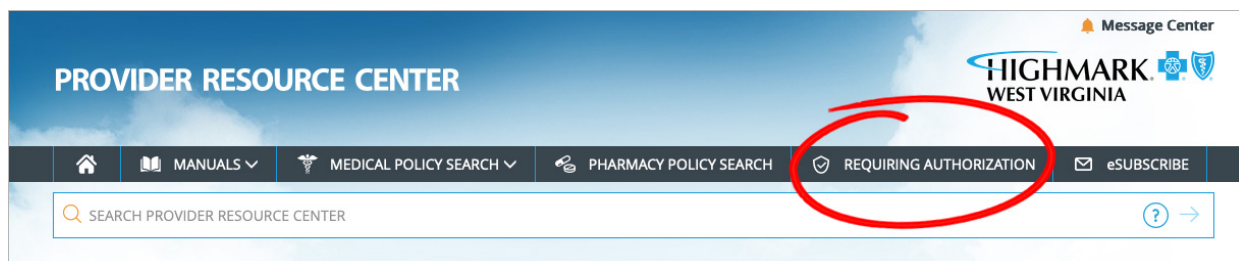 Message Center
PROVIDER RESOURCE CENTER
HIGHMARK.
WEST VIRGINIA
MANUALS
MEDICAL POLICY SEARCH
PHARMACY POLICY SEARCH
REQUIRING AUTHORIZATION
eSUBSCRIBE
SEARCH PROVIDER RESOURCE CENTER
?